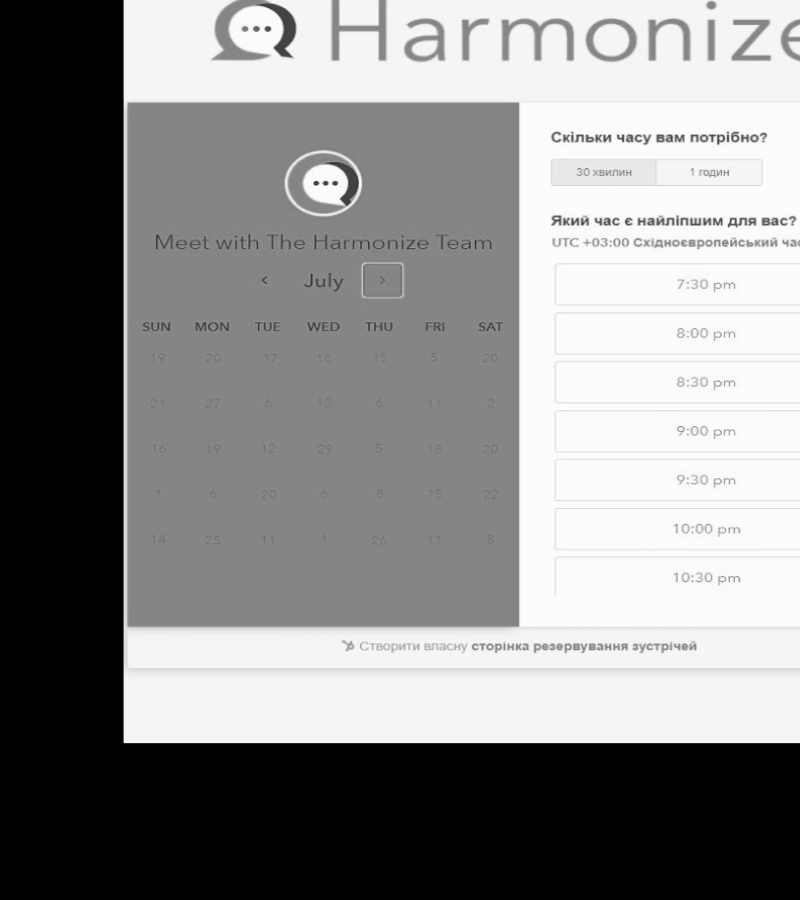 Harmonize
Meet with The Harmonize Team
July
SUN MON TUE WED THU FRI SAT
19 20 17 18 15 5 20
21 27 6 13 6 11 2
16 19 12 29 5 18 20
1 6 20 6 8 15 22
14 25 11 1 26 11 8
Скільки часу вам потрібно?
30 хвилин 1 годин
Який час є найліпшим для вас?
UTC +03:00 Східноєвропейський
7:30 pm
8:00 pm
8:30 pm
9:00 pm
9:30 pm
10:00 pm
10:30 pm
Створити власну сторінка резервування зустрічей